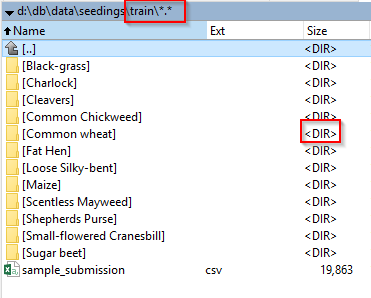 d:\db\data\seedings\train\*.*
Name Ext Size
[..] <DIR>
[Black-grass] <DIR>
[Charlock] <DIR>
[Cleavers] <DIR>
[Common Chickweed] <DIR>
[Common wheat] <DIR>
[Fat Hen] <DIR>
[Loose Silky-bent] <DIR>
[Maize] <DIR>
[Scentless Mayweed] <DIR>
[Shepherds Purse] <DIR>
[Small-flowered Cranesbill] <DIR>
[Sugar beet] <DIR>
sample_submission csv 19,863